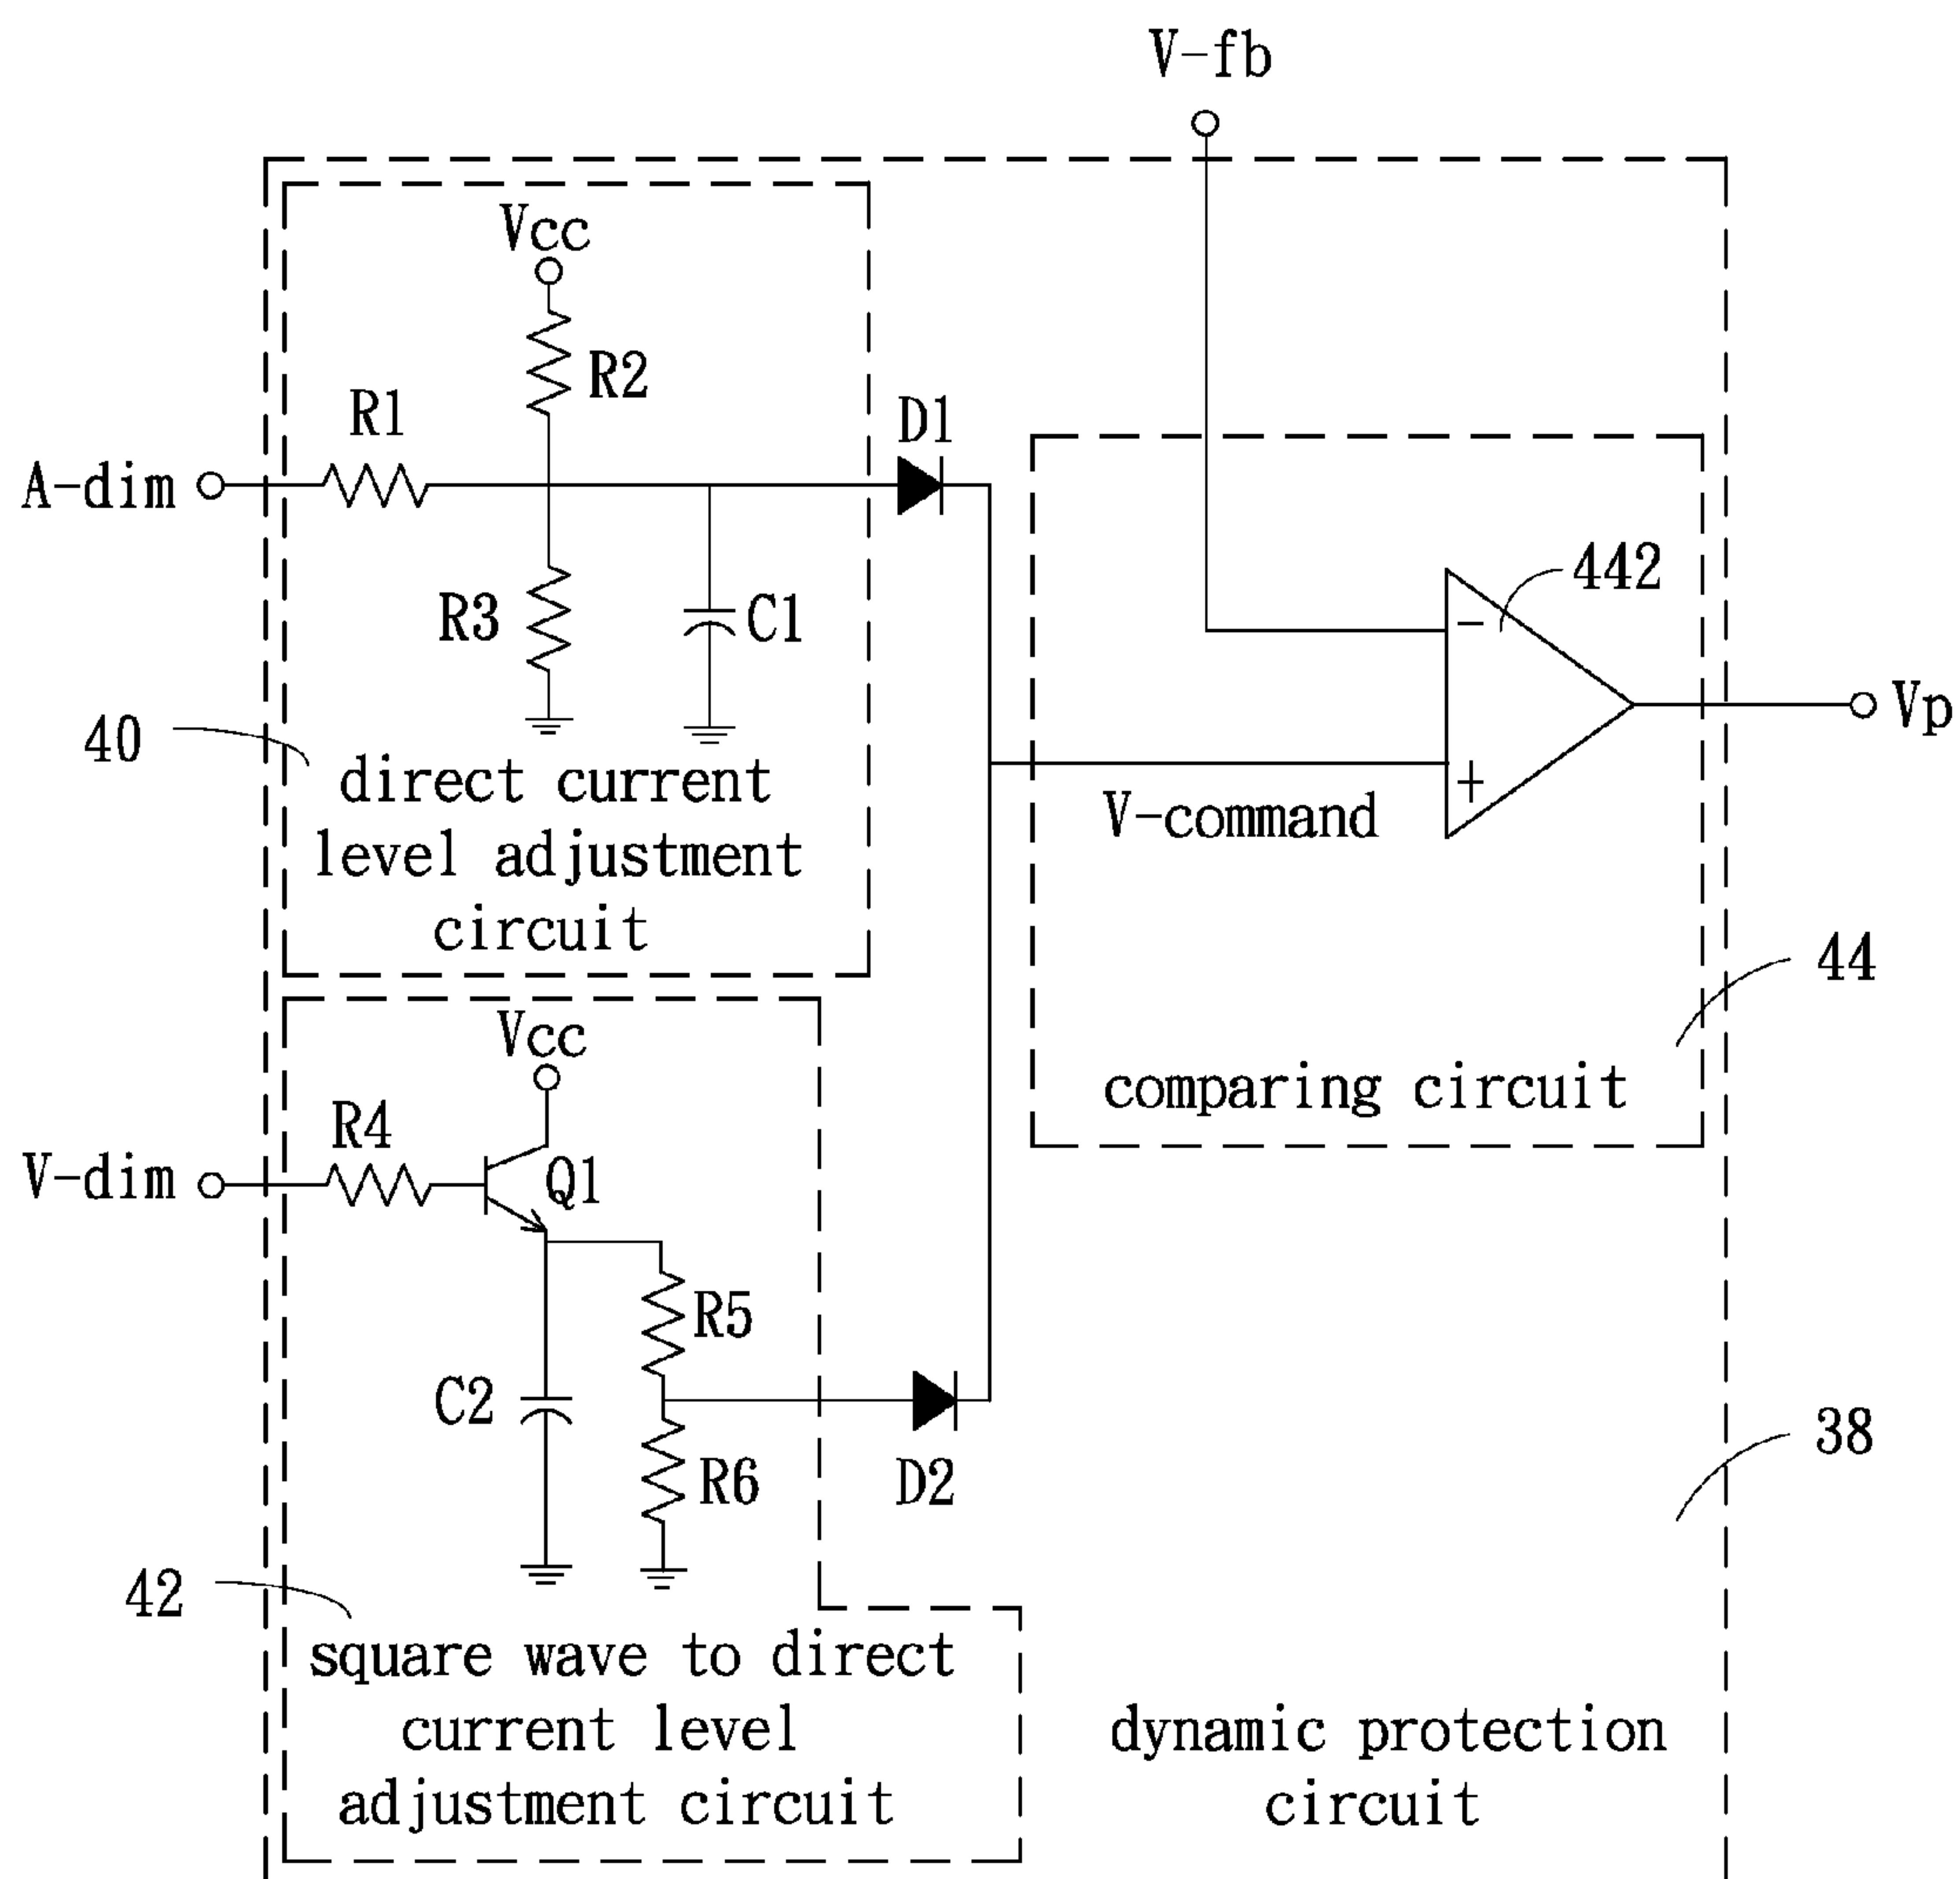 V-fb
Vcc
R2
R1
D1
A-dim
442
R3
C1
Vp
40
direct current
level adjustment
circuit
V-command
44
Vcc
comparing circuit
R4
V-dim
Q1
R5
C2
38
R6
D2
42
square wave to direct
current level
adjustment circuit
dynamic protection
circuit
-
+